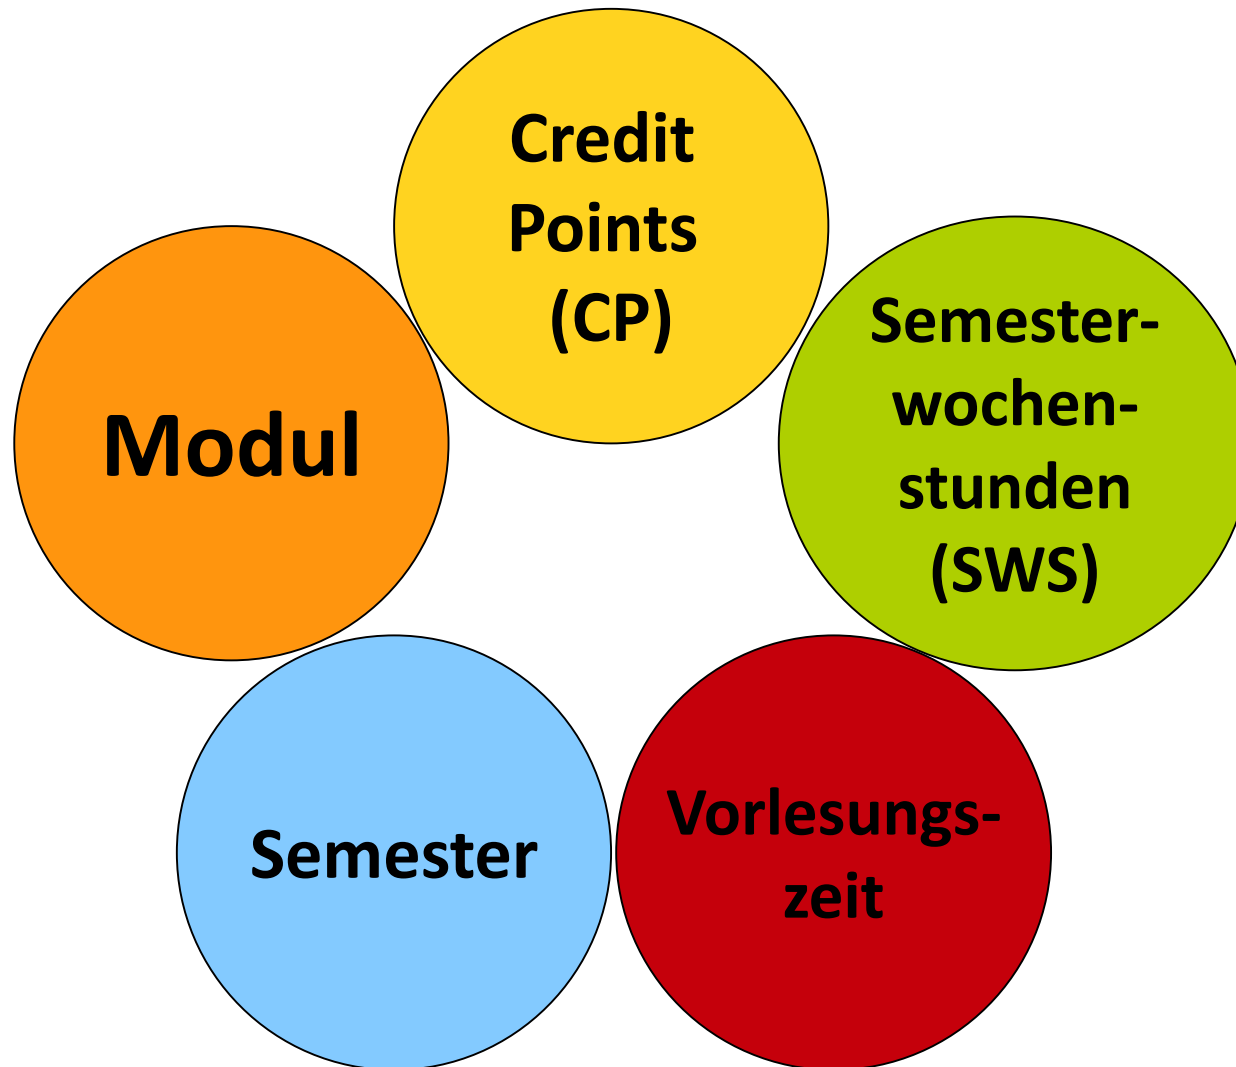 Credit
Points
(CP)
Semester-
wochen-
stunden
(SWS)
Modul
Vorlesungs-
zeit
Semester